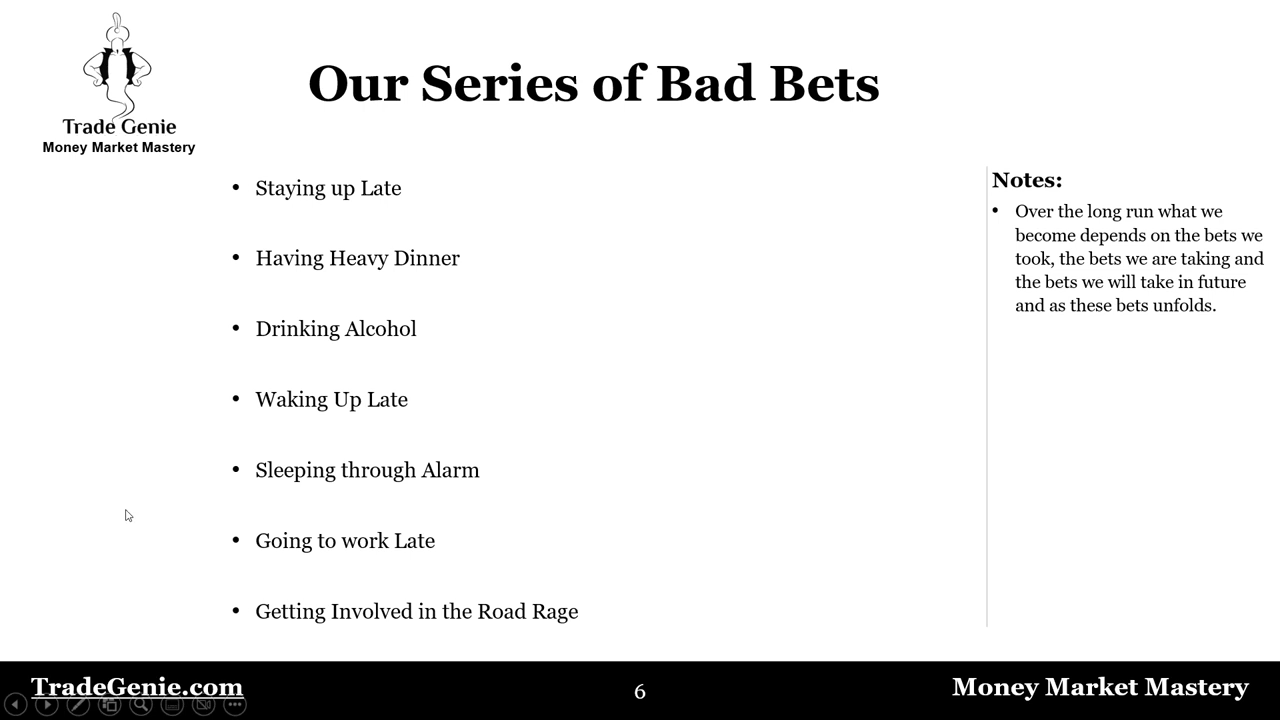 Trade Genie
Money Market Mastery
Our Series of Bad Bets
• Staying up Late
• Having Heavy Dinner
• Drinking Alcohol
• Waking Up Late
• Sleeping through Alarm
• Going to work Late
• Getting Involved in the Road Rage
Notes:
• Over the long run what we
become depends on the bets we
took, the bets we are taking and
the bets we will take in future
and as these bets unfolds.
TradeGenie.com
6
Money Market Mastery